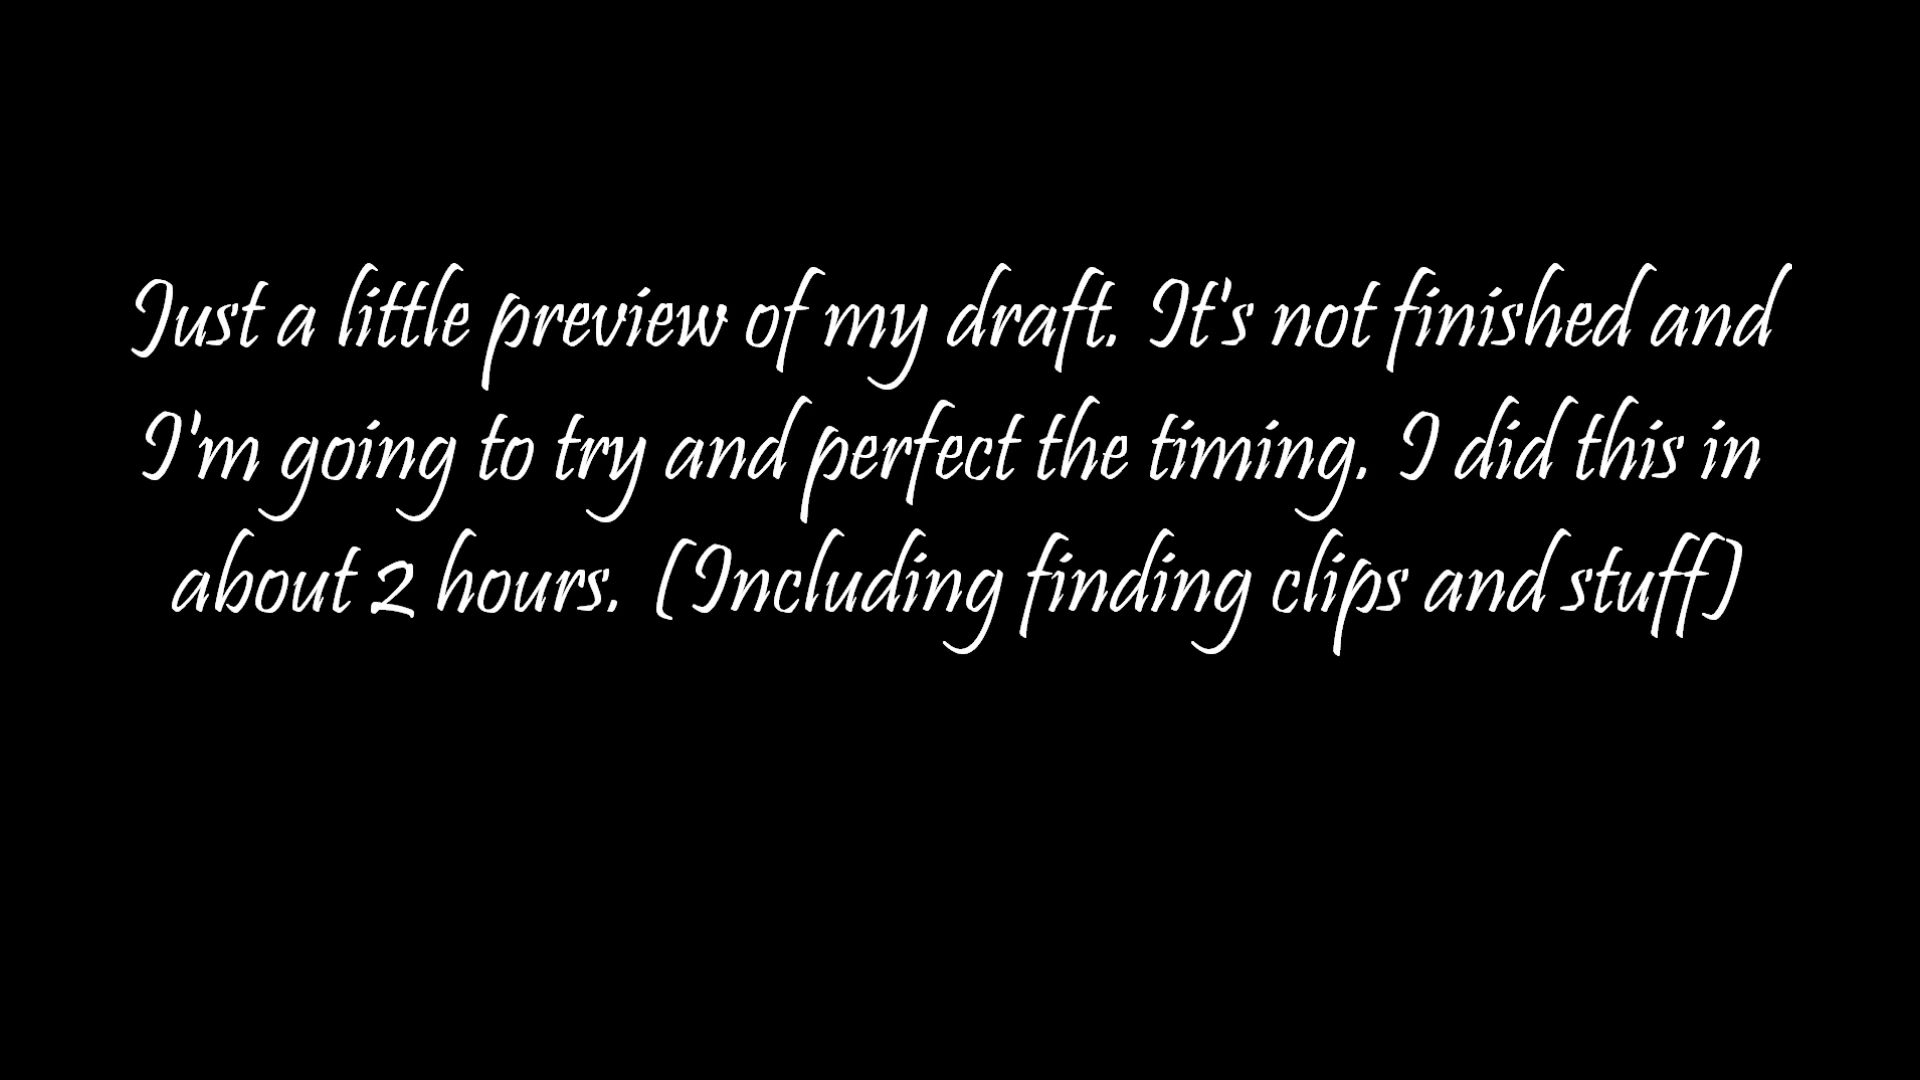 Just a little preview of my draft. It's not finished and
I'm going to try and perfect the timing. I did this in
about 2 hours. (Including finding clips and stuff)